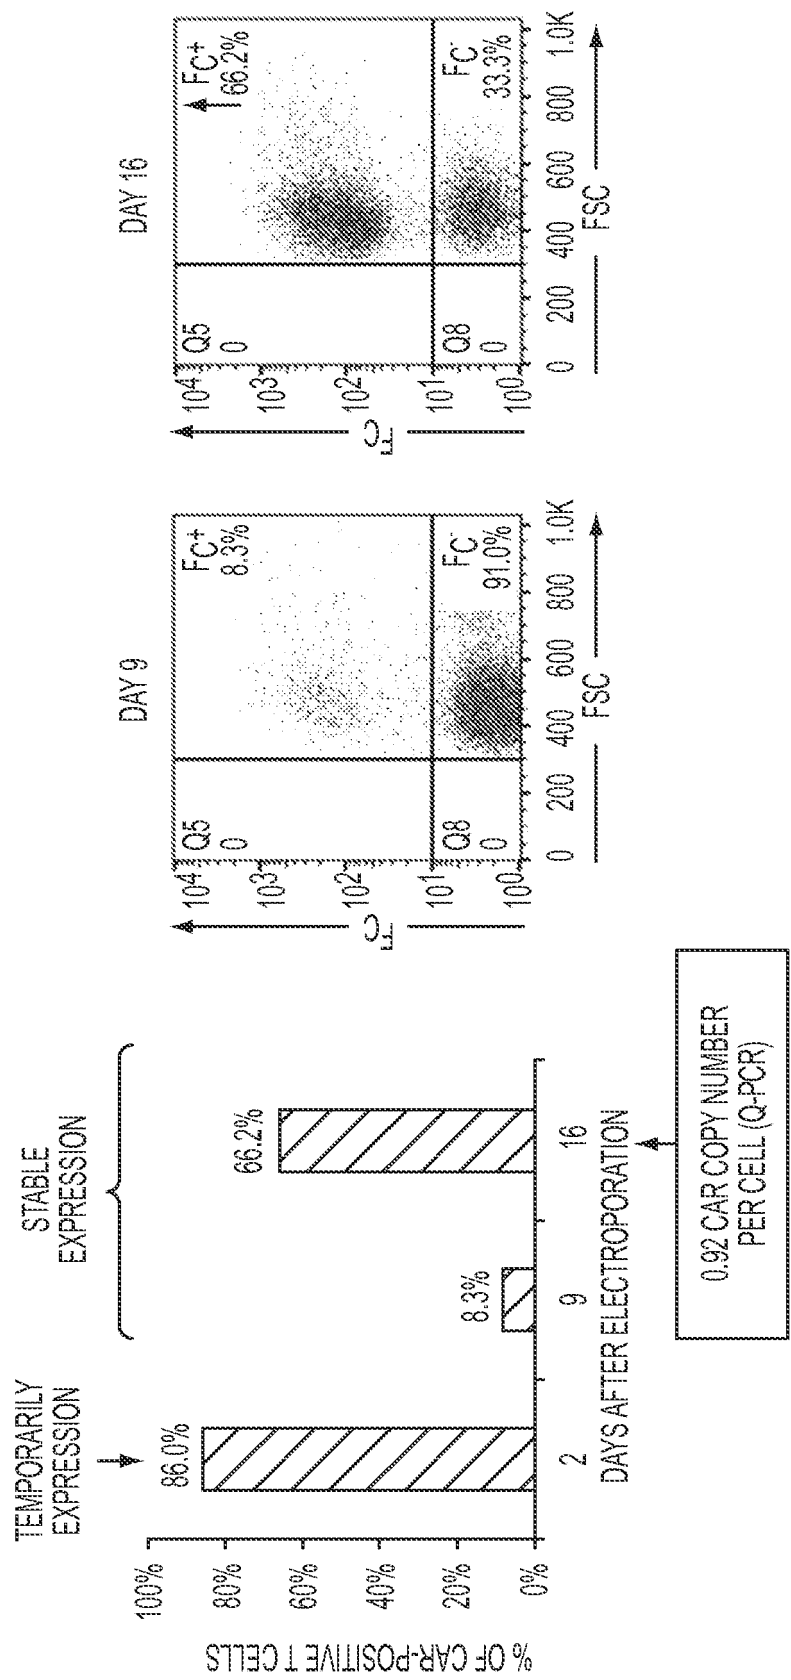 TEMPORARILY
EXPRESSION
STABLE
EXPRESSION
% OF CAR-POSITIVE T CELLS
100%
80%
60%
40%
20%
0%
86.0%
8.3%
66.2%
2
9
16
DAYS AFTER ELECTROPORATION
0.92 CAR COPY NUMBER
PER CELL (Q-PCR)
DAY 9
FC
10⁴
10³
10²
10¹
10⁰
Q5
0
FC+
8.3%
Q8
0
FC-
91.0%
0 200 400 600 800 1.0K
FSC
DAY 16
FC
10⁴
10³
10²
10¹
10⁰
Q5
0
FC+
66.2%
Q8
0
FC-
33.3%
0 200 400 600 800 1.0K
FSC